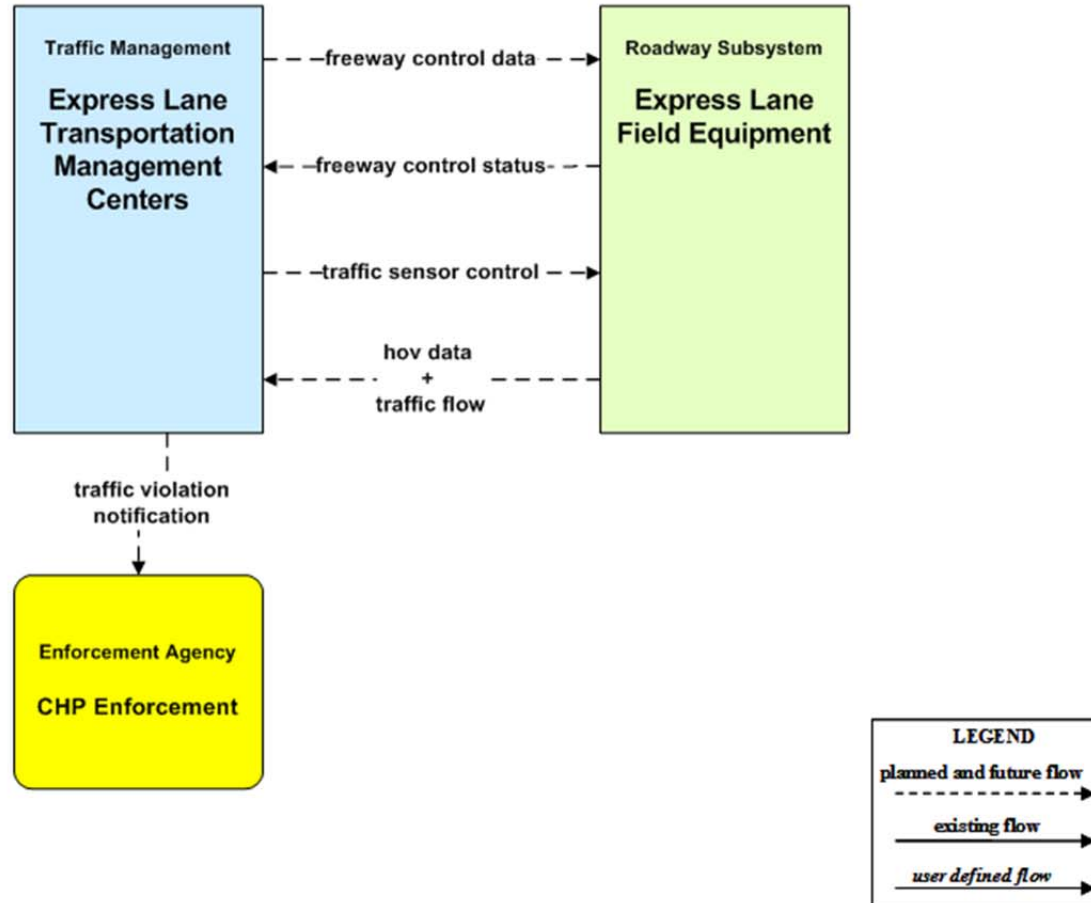 Traffic Management
Express Lane
Transportation
Management
Centers
freeway control data
freeway control status
traffic sensor control
hov data
+
traffic flow
Roadway Subsystem
Express Lane
Field Equipment
traffic violation
notification
Enforcement Agency
CHP Enforcement
LEGEND
planned and future flow
existing flow
user defined flow